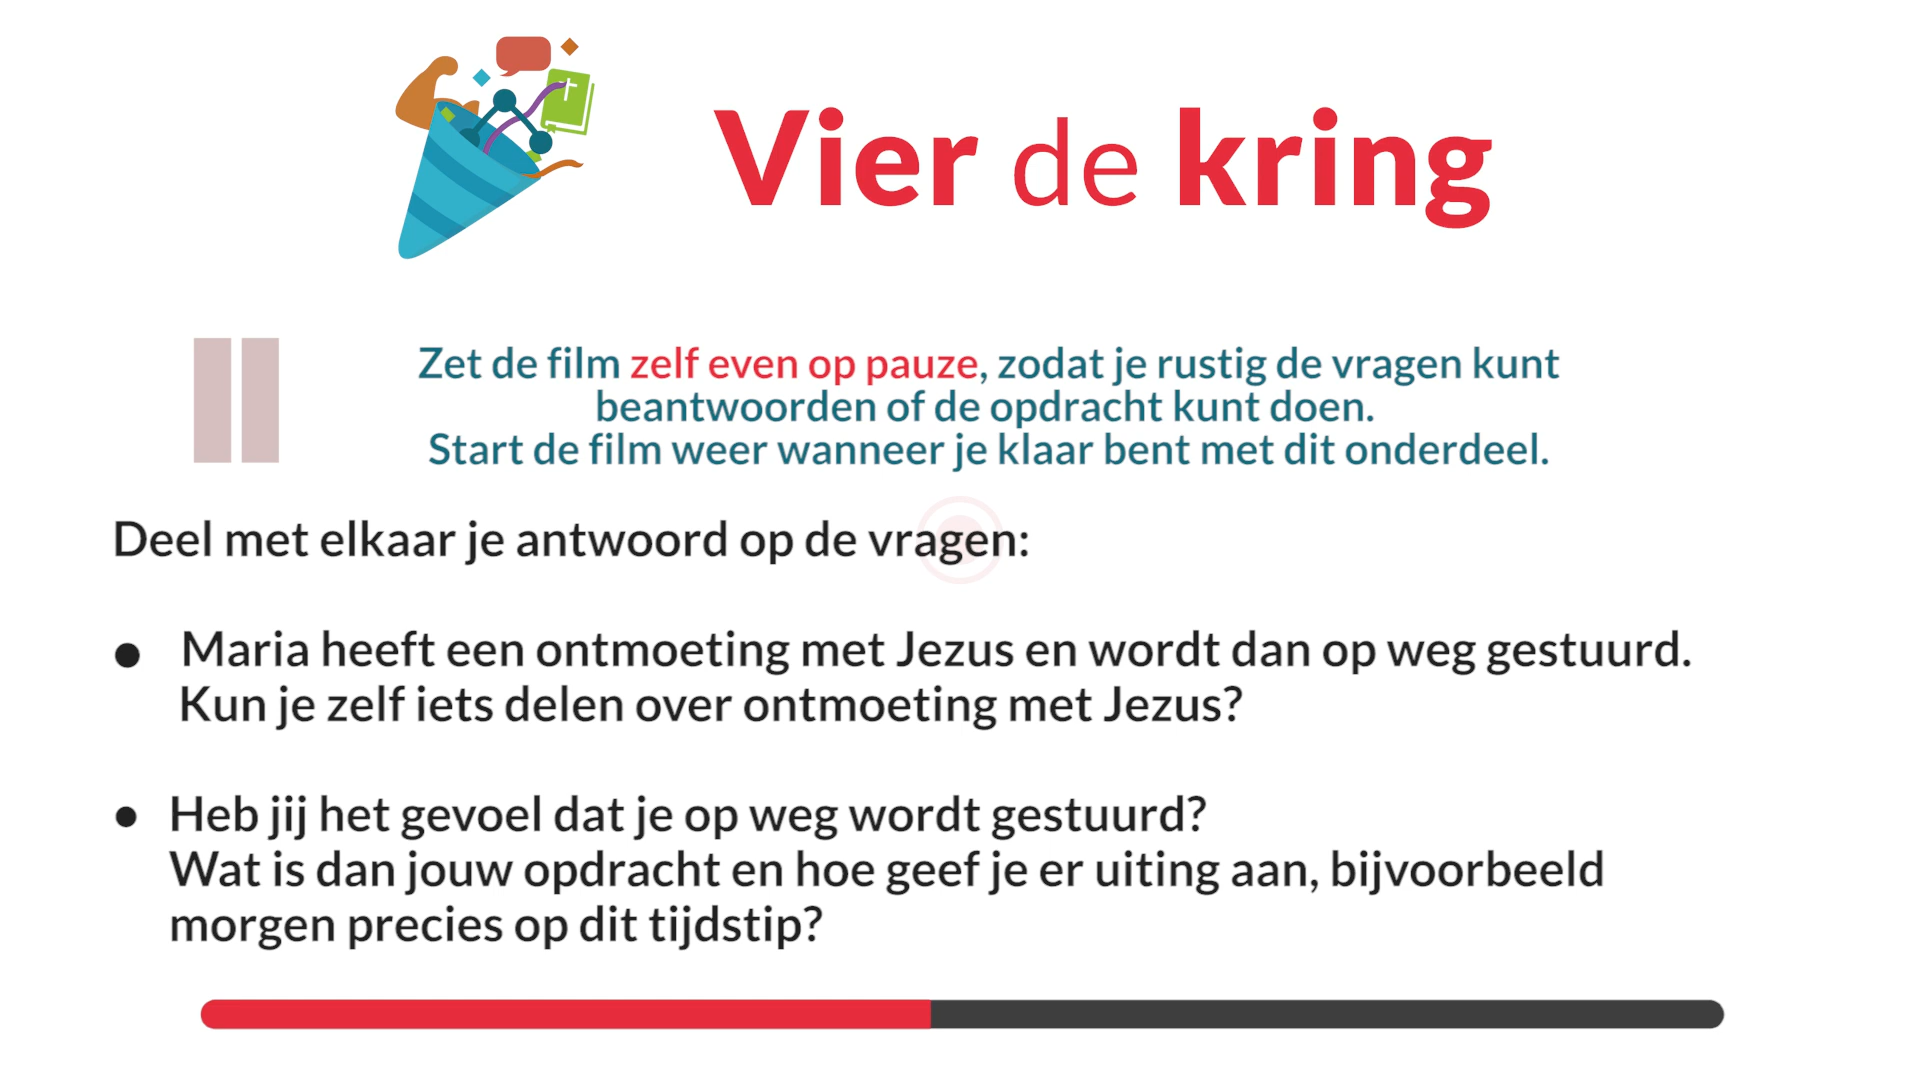 Vier de kring
Zet de film zelf even op pauze, zodat je rustig de vragen kunt
beantwoorden of de opdracht kunt doen.
Start de film weer wanneer je klaar bent met dit onderdeel.
Deel met elkaar je antwoord op de vragen:
● Maria heeft een ontmoeting met Jezus en wordt dan op weg gestuurd.
Kun je zelf iets delen over ontmoeting met Jezus?
● Heb jij het gevoel dat je op weg wordt gestuurd?
Wat is dan jouw opdracht en hoe geef je er uiting aan, bijvoorbeeld
morgen precies op dit tijdstip?